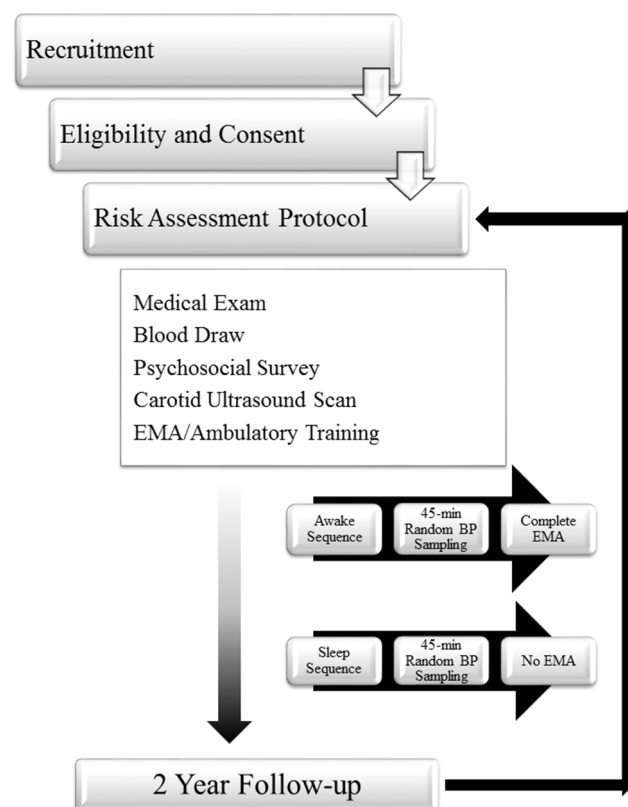 Recruitment
Eligibility and Consent
Risk Assessment Protocol
Medical Exam
Blood Draw
Psychosocial Survey
Carotid Ultrasound Scan
EMA/Ambulatory Training
Awake
Sequence
45-min
Random BP
Sampling
Complete
EMA
Sleep
Sequence
45-min
Random BP
Sampling
No EMA
2 Year Follow-up